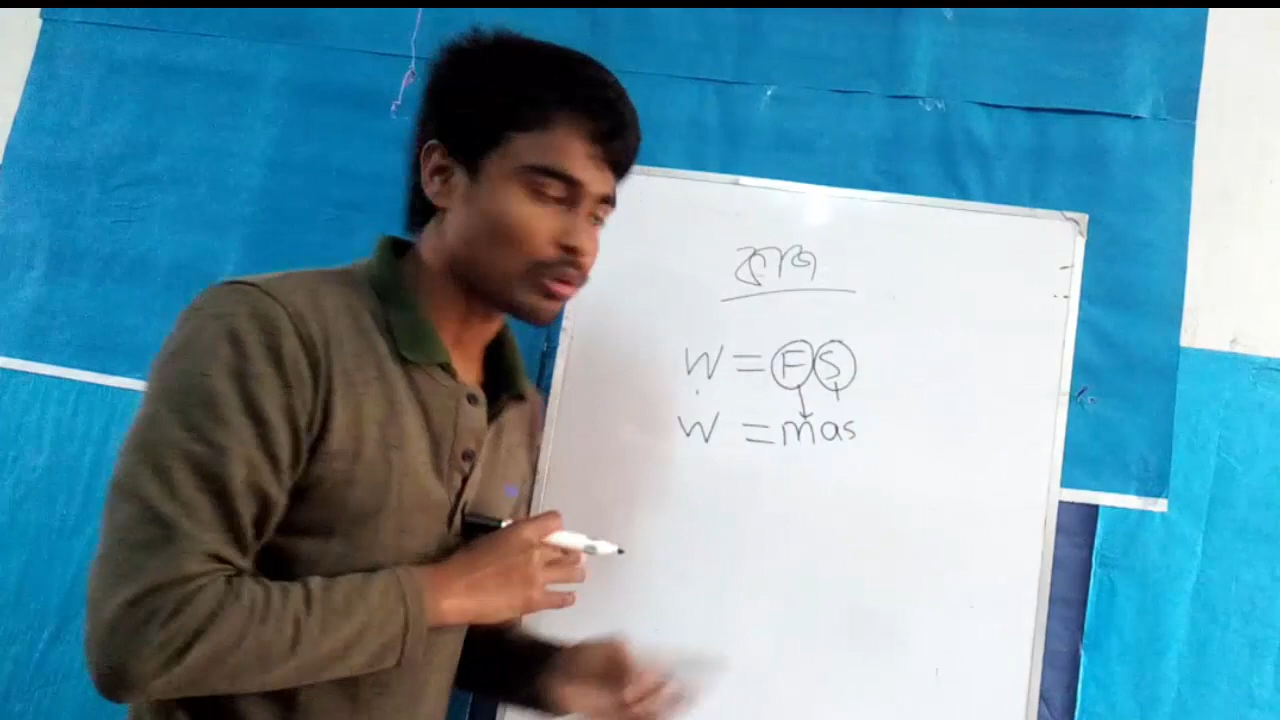 কাজ
W = FS
W = mas